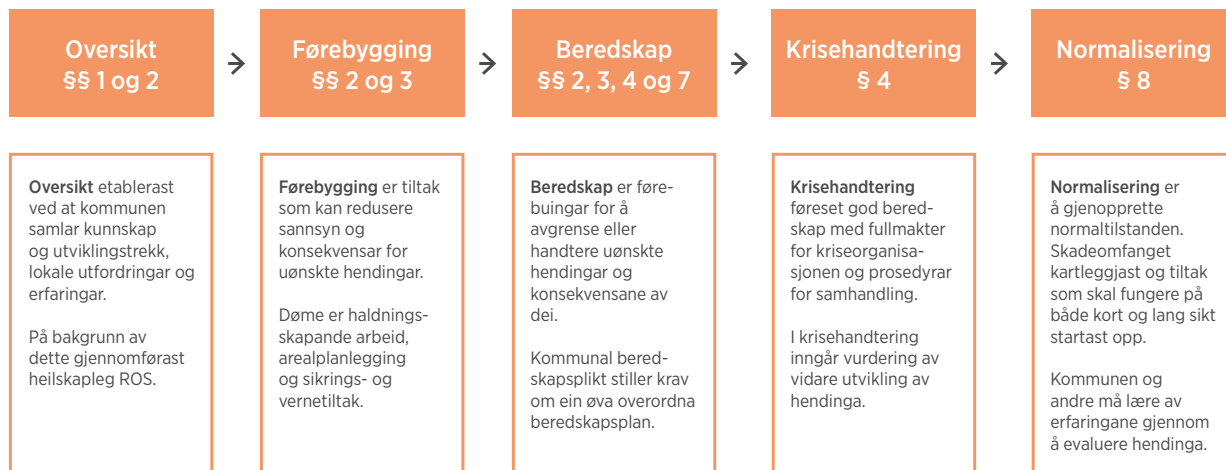 Oversikt
§§ 1 og 2
Førebygging
§§ 2 og 3
Beredskap
§§ 2, 3, 4 og 7
Krisehandtering
§ 4
Normalisering
§ 8
Oversikt etablerast
ved at kommunen
samlar kunnskap
og utviklingstrekk,
lokale utfordringar og
erfaringar.
På bakgrunn av
dette gjennomførast
heilskapleg ROS.
Førebygging er tiltak
som kan redusere
sannsyn og
konsekvensar for
uønskte hendingar.
Døme er haldnings-
skapande arbeid,
arealplanlegging
og sikrings- og
vernetiltak.
Beredskap er føre-
buingar for å
avgrense eller
handtere uønskte
hendingar og
konsekvensane av
dei.
Kommunal bered-
skapsplikt stiller krav
om ein øva overordna
beredskapsplan.
Krisehandtering
føreset god bered-
skap med fullmakter
for kriseorganisa-
sjonen og prosedyrar
for samhandling.
I krisehandtering
inngår vurdering av
vidare utvikling av
hendinga.
Normalisering er
å gjenopprette
normaltilstanden.
Skadeomfanget
kartleggjast og tiltak
som skal fungere på
både kort og lang sikt
startast opp.
Kommunen og
andre må lære av
erfaringane gjennom
å evaluere hendinga.